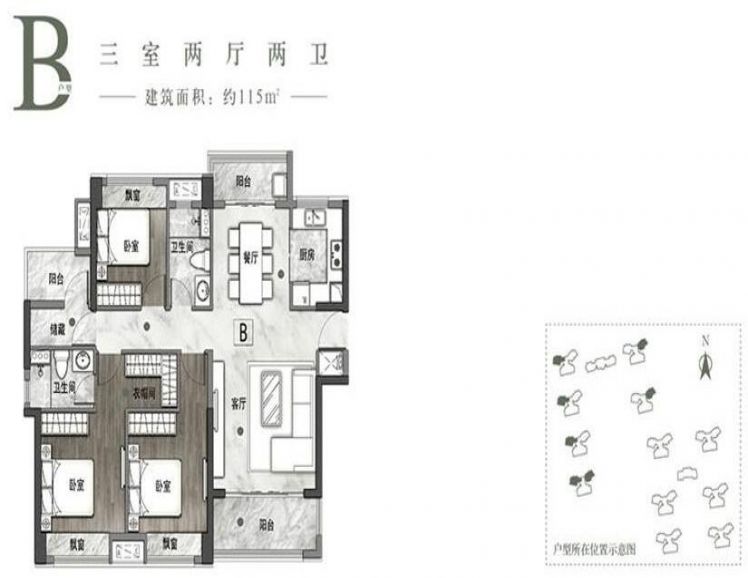 B
户型
三室两厅两卫
建筑面积：约115m²
阳台
飘窗
卧室
卫生间
餐厅
厨房
阳台
储藏
B
卫生间
衣帽间
客厅
卧室
卧室
阳台
飘窗
飘窗
N
户型所在位置示意图